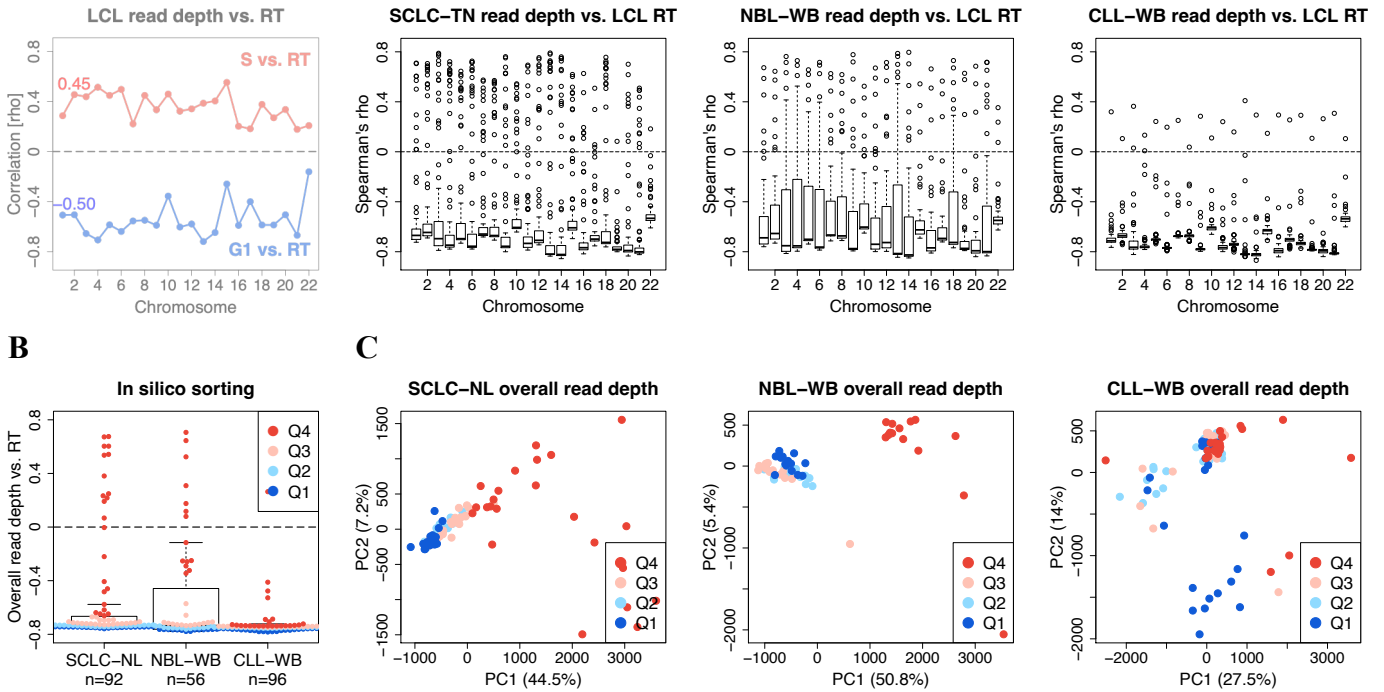 LCL read depth vs. RT
SCLC−TN read depth vs. LCL RT
NBL−WB read depth vs. LCL RT
CLL−WB read depth vs. LCL RT
Correlation [rho]
−0.8 −0.4 0 0.4 0.8
0.45
S vs. RT
−0.50
G1 vs. RT
2 4 6 8 10 12 14 16 18 20 22
Chromosome
Spearman's rho
−0.8 −0.4 0 0.4 0.8
2 4 6 8 10 12 14 16 18 20 22
Chromosome
Spearman's rho
−0.8 −0.4 0 0.4 0.8
2 4 6 8 10 12 14 16 18 20 22
Chromosome
Spearman's rho
−0.8 −0.4 0 0.4 0.8
2 4 6 8 10 12 14 16 18 20 22
Chromosome
B
In silico sorting
Overall read depth vs. RT
−0.8 −0.4 0 0.4 0.8
Q4
Q3
Q2
Q1
SCLC−NL NBL−WB CLL−WB
n=92 n=56 n=96
C
SCLC−NL overall read depth
PC2 (7.2%)
−1500 −500 0 500 1500
Q4
Q3
Q2
Q1
−1000 0 1000 2000 3000
PC1 (44.5%)
NBL−WB overall read depth
PC2 (5.4%)
−2000 −1000 0 500
Q4
Q3
Q2
Q1
−1000 0 1000 2000 3000
PC1 (50.8%)
CLL−WB overall read depth
PC2 (14%)
−2000 −1000 0 500
Q4
Q3
Q2
Q1
−2000 0 1000 3000
PC1 (27.5%)